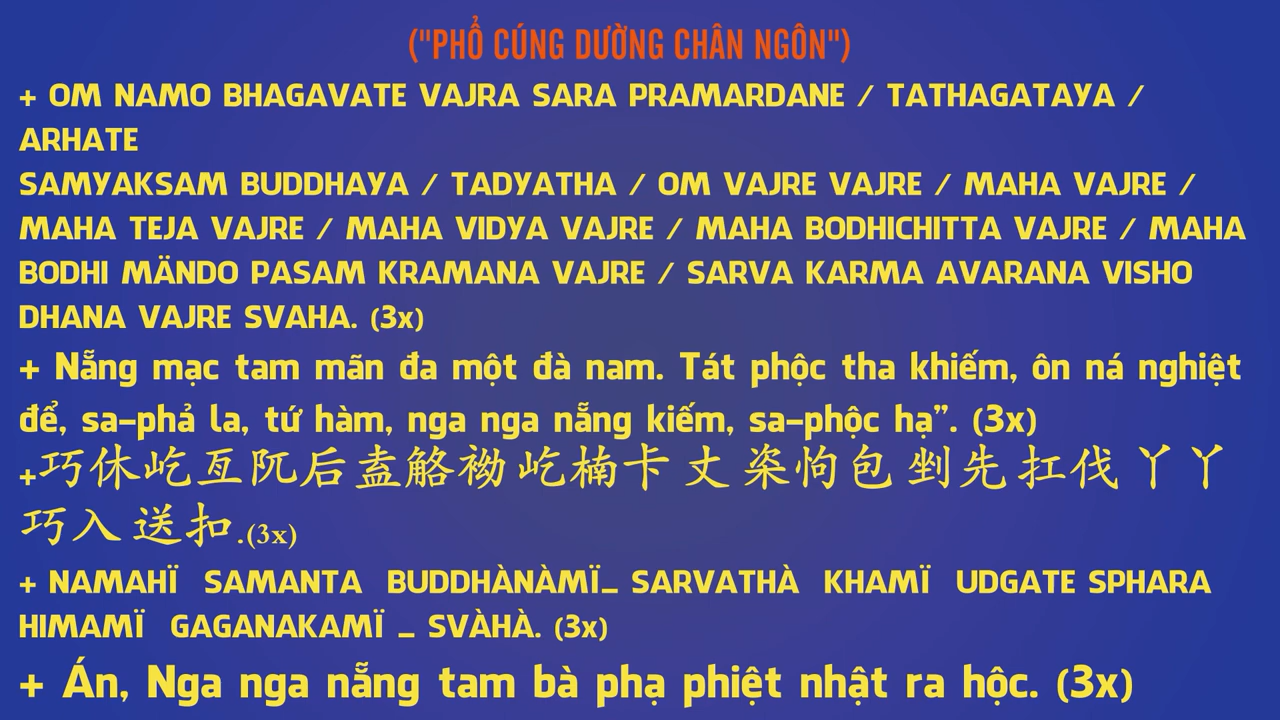 ("PHỔ CÚNG DƯỜNG CHÂN NGÔN")
+ OM NAMO BHAGAVATE VAJRA SARA PRAMARDANE / TATHAGATAYA /
ARHATE
SAMYAKSAM BUDDHAYA / TADYATHA / OM VAJRE VAJRE / MAHA VAJRE /
MAHA TEJA VAJRE / MAHA VIDYA VAJRE / MAHA BODHICHITTA VAJRE / MAHA
BODHI MÄNDO PASAM KRAMANA VAJRE / SARVA KARMA AVARANA VISHO
DHANA VAJRE SVAHA. (3x)
+ Nẵng mạc tam mãn đa một đà nam. Tát phộc tha khiếm, ôn ná nghiệt
để, sa-phả la, tứ hàm, nga nga nẵng kiếm, sa-phộc hạ”. (3x)
+巧休屹亙阢后盍觡袎屹楠卡丈栥怐包剉先扛伐丫丫
巧入送扣.(3x)
+ NAMAHÏ SAMANTA BUDDHÀNÀMÏ_ SARVATHÀ KHAMÏ UDGATE SPHARA
HIMAMÏ GAGANAKAMÏ _ SVÀHÀ. (3x)
+ Án, Nga nga nẵng tam bà phạ phiệt nhật ra hộc. (3x)